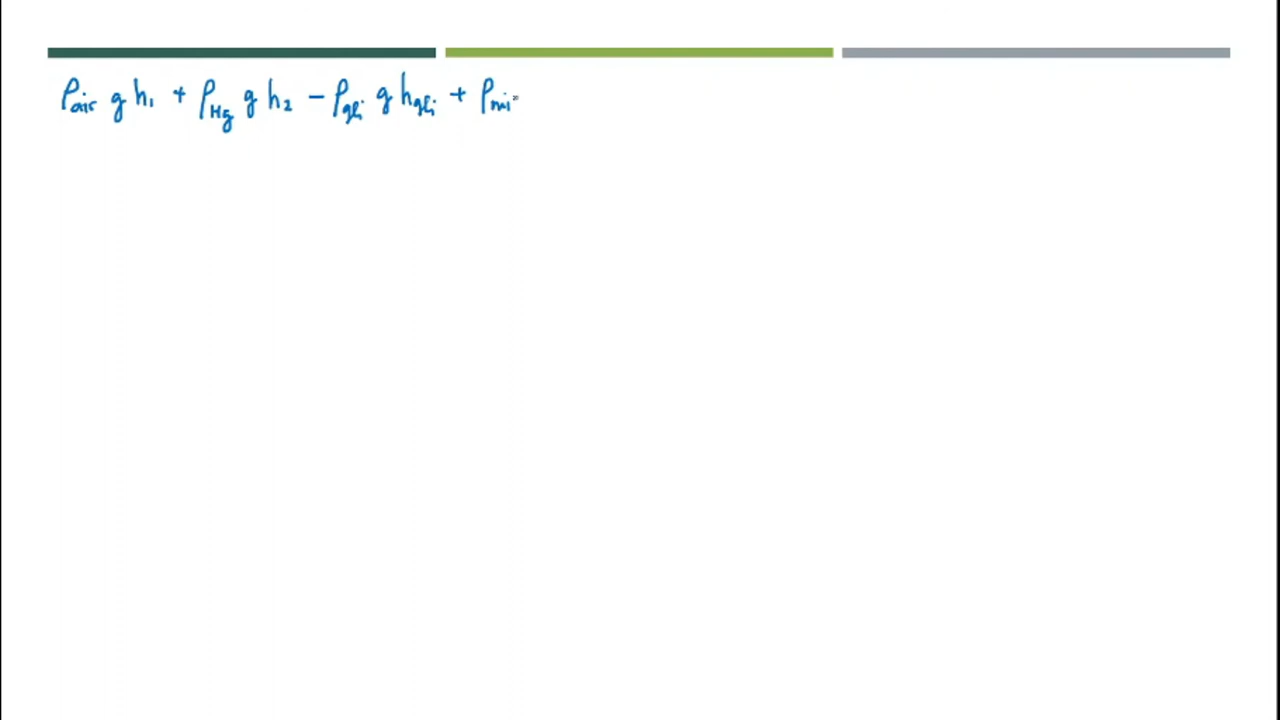 ρair g h1 + ρHg g h2 − ρgli g hgli + ρmi